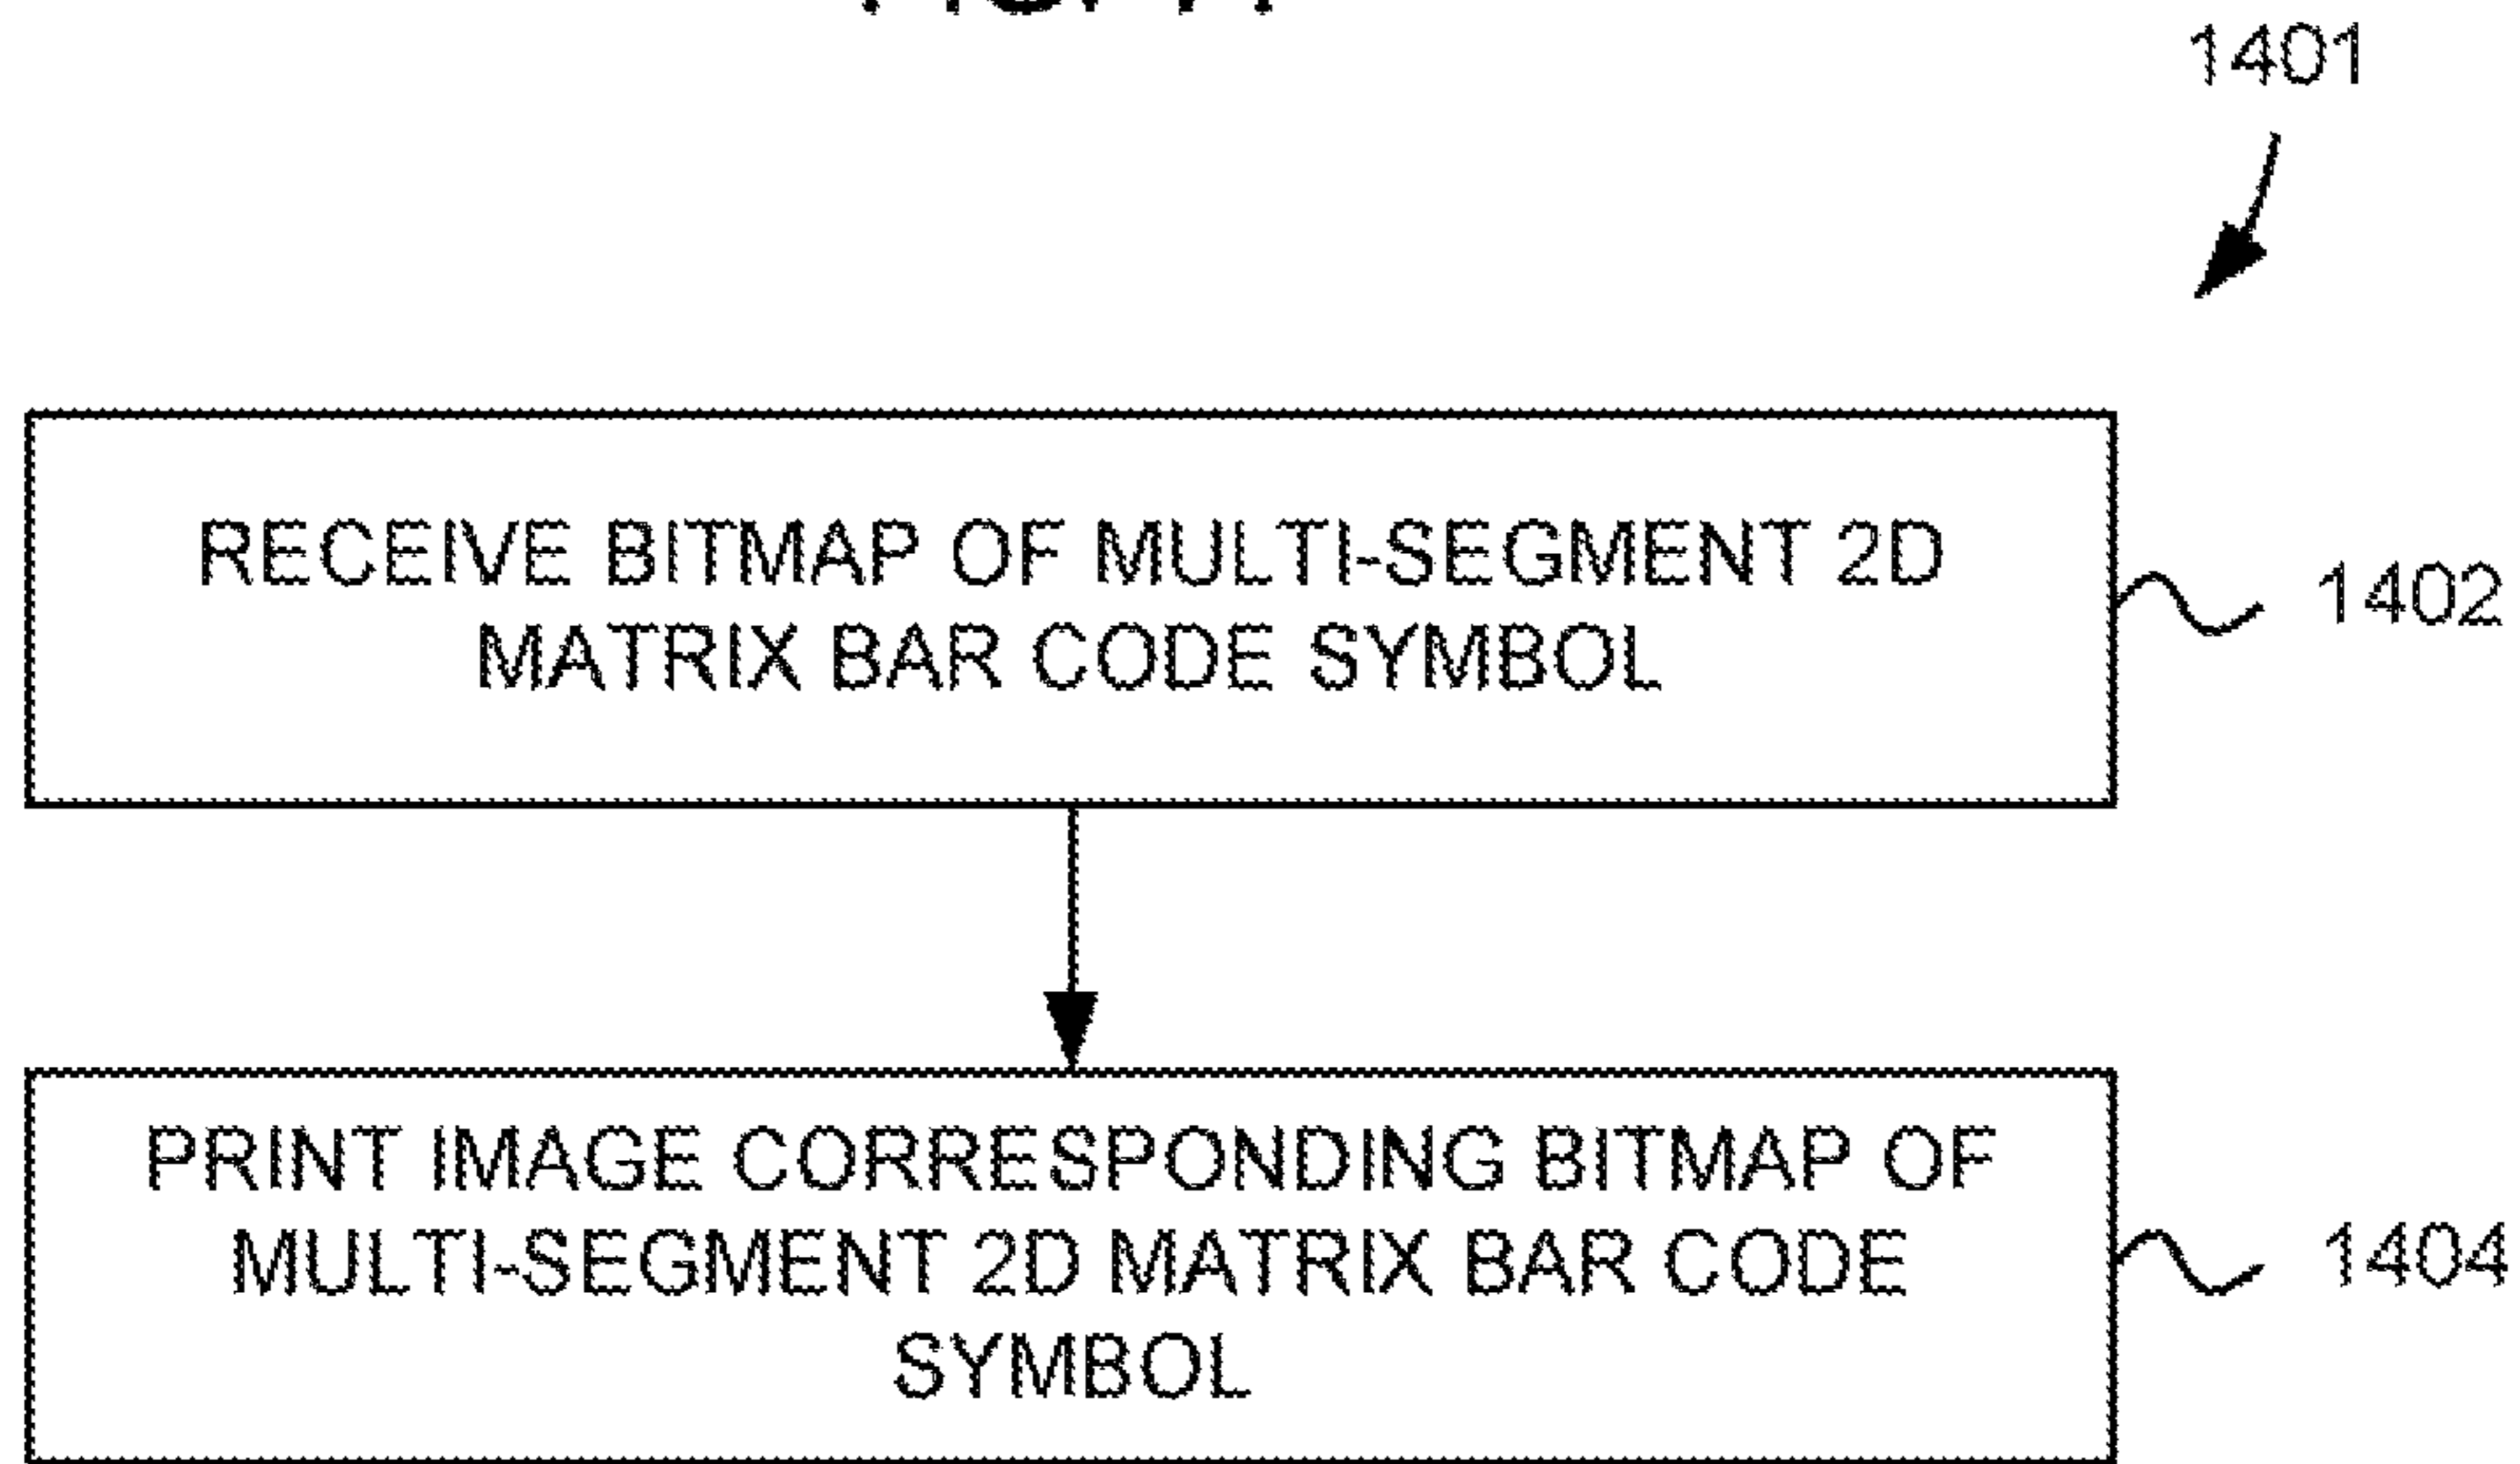 1401
RECEIVE BITMAP OF MULTI-SEGMENT 2D
MATRIX BAR CODE SYMBOL
1402
PRINT IMAGE CORRESPONDING BITMAP OF
MULTI-SEGMENT 2D MATRIX BAR CODE
SYMBOL
1404